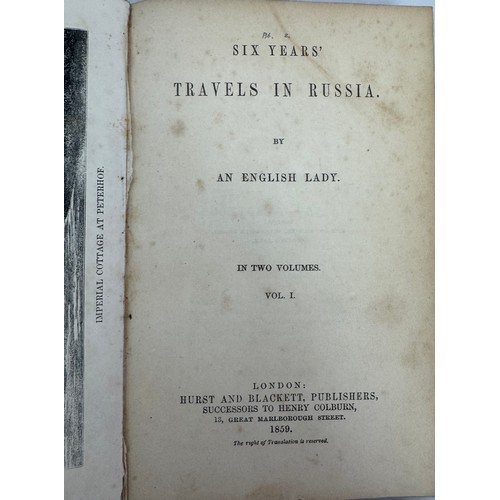 IMPERIAL COTTAGE AT PETERHOF.
SIX YEARS'
TRAVELS IN RUSSIA.
BY
AN ENGLISH LADY.
IN TWO VOLUMES.
VOL. I.
LONDON:
HURST AND BLACKETT, PUBLISHERS,
SUCCESSORS TO HENRY COLBURN,
13, GREAT MARLBOROUGH STREET.
1859.
The right of Translation is reserved.